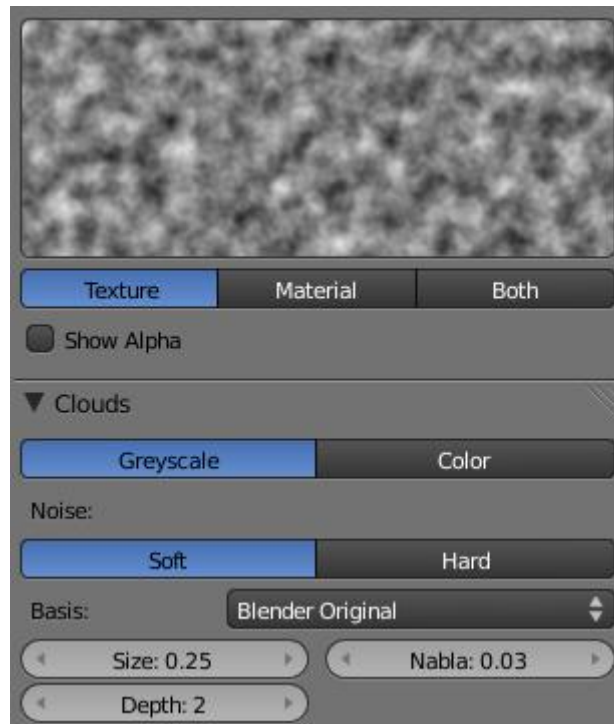 Texture Material Both
Show Alpha
Clouds
Greyscale Color
Noise:
Soft Hard
Basis: Blender Original
Size: 0.25 Nabla: 0.03
Depth: 2